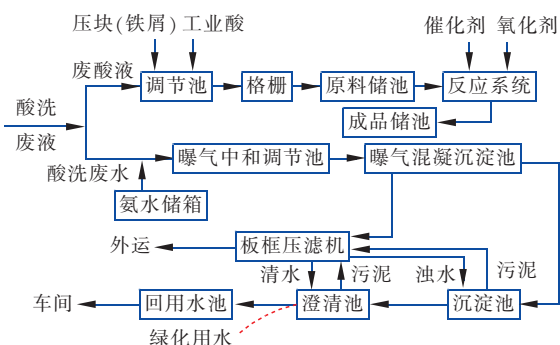 压块(铁屑)工业酸
催化剂 氧化剂
废酸液
调节池
格栅
原料储池
反应系统
酸洗
废液
成品储池
曝气中和调节池
曝气混凝沉淀池
酸洗废水
氨水储箱
外运
板框压滤机
清水
污泥
浊水
污泥
车间
回用水池
澄清池
沉淀池
绿化用水